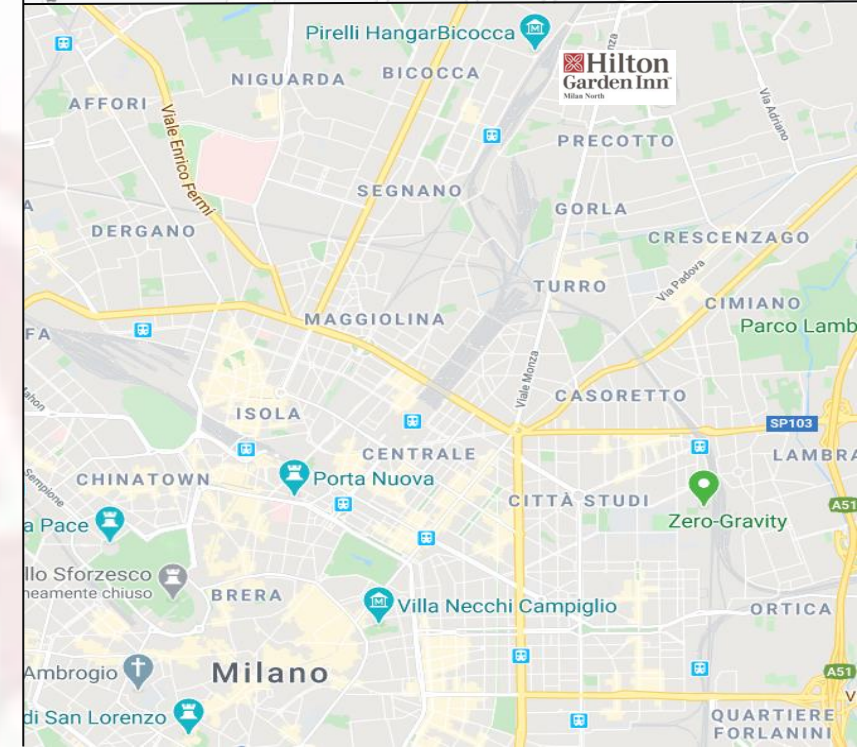 Pirelli HangarBicocca
Hilton
Garden Inn
Milan North
NIGUARDA
BICOCCA
AFFORI
Viale Enrico Fermi
Via Adriano
PRECOTTO
SEGNANO
GORLA
DERGANO
CRESCENZAGO
TURRO
Via Padova
CIMIANO
MAGGIOLINA
Parco Lamb
FA
Viale Monza
CASORETTO
ISOLA
SP103
CENTRALE
LAMBRA
CHINATOWN
Porta Nuova
Sempione
CITTÀ STUDI
A51
a Pace
Zero-Gravity
llo Sforzesco
neamente chiuso
BRERA
Villa Necchi Campiglio
ORTICA
Ambrogio
Milano
A51
V
di San Lorenzo
QUARTIERE
FORLANINI